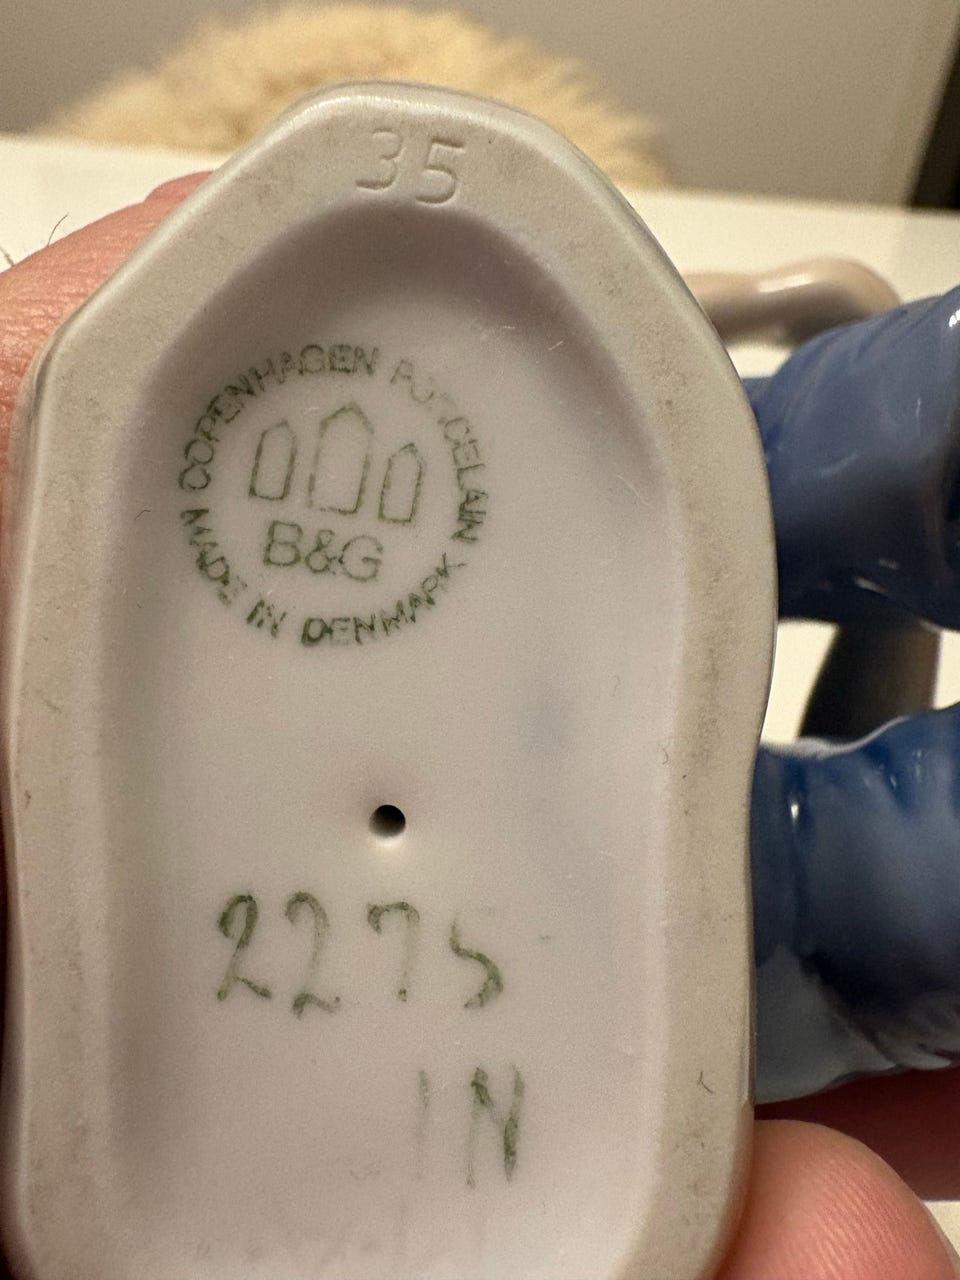 35
COPENHAGEN PORCELAIN
B&G
MADE IN DENMARK
2275
IN